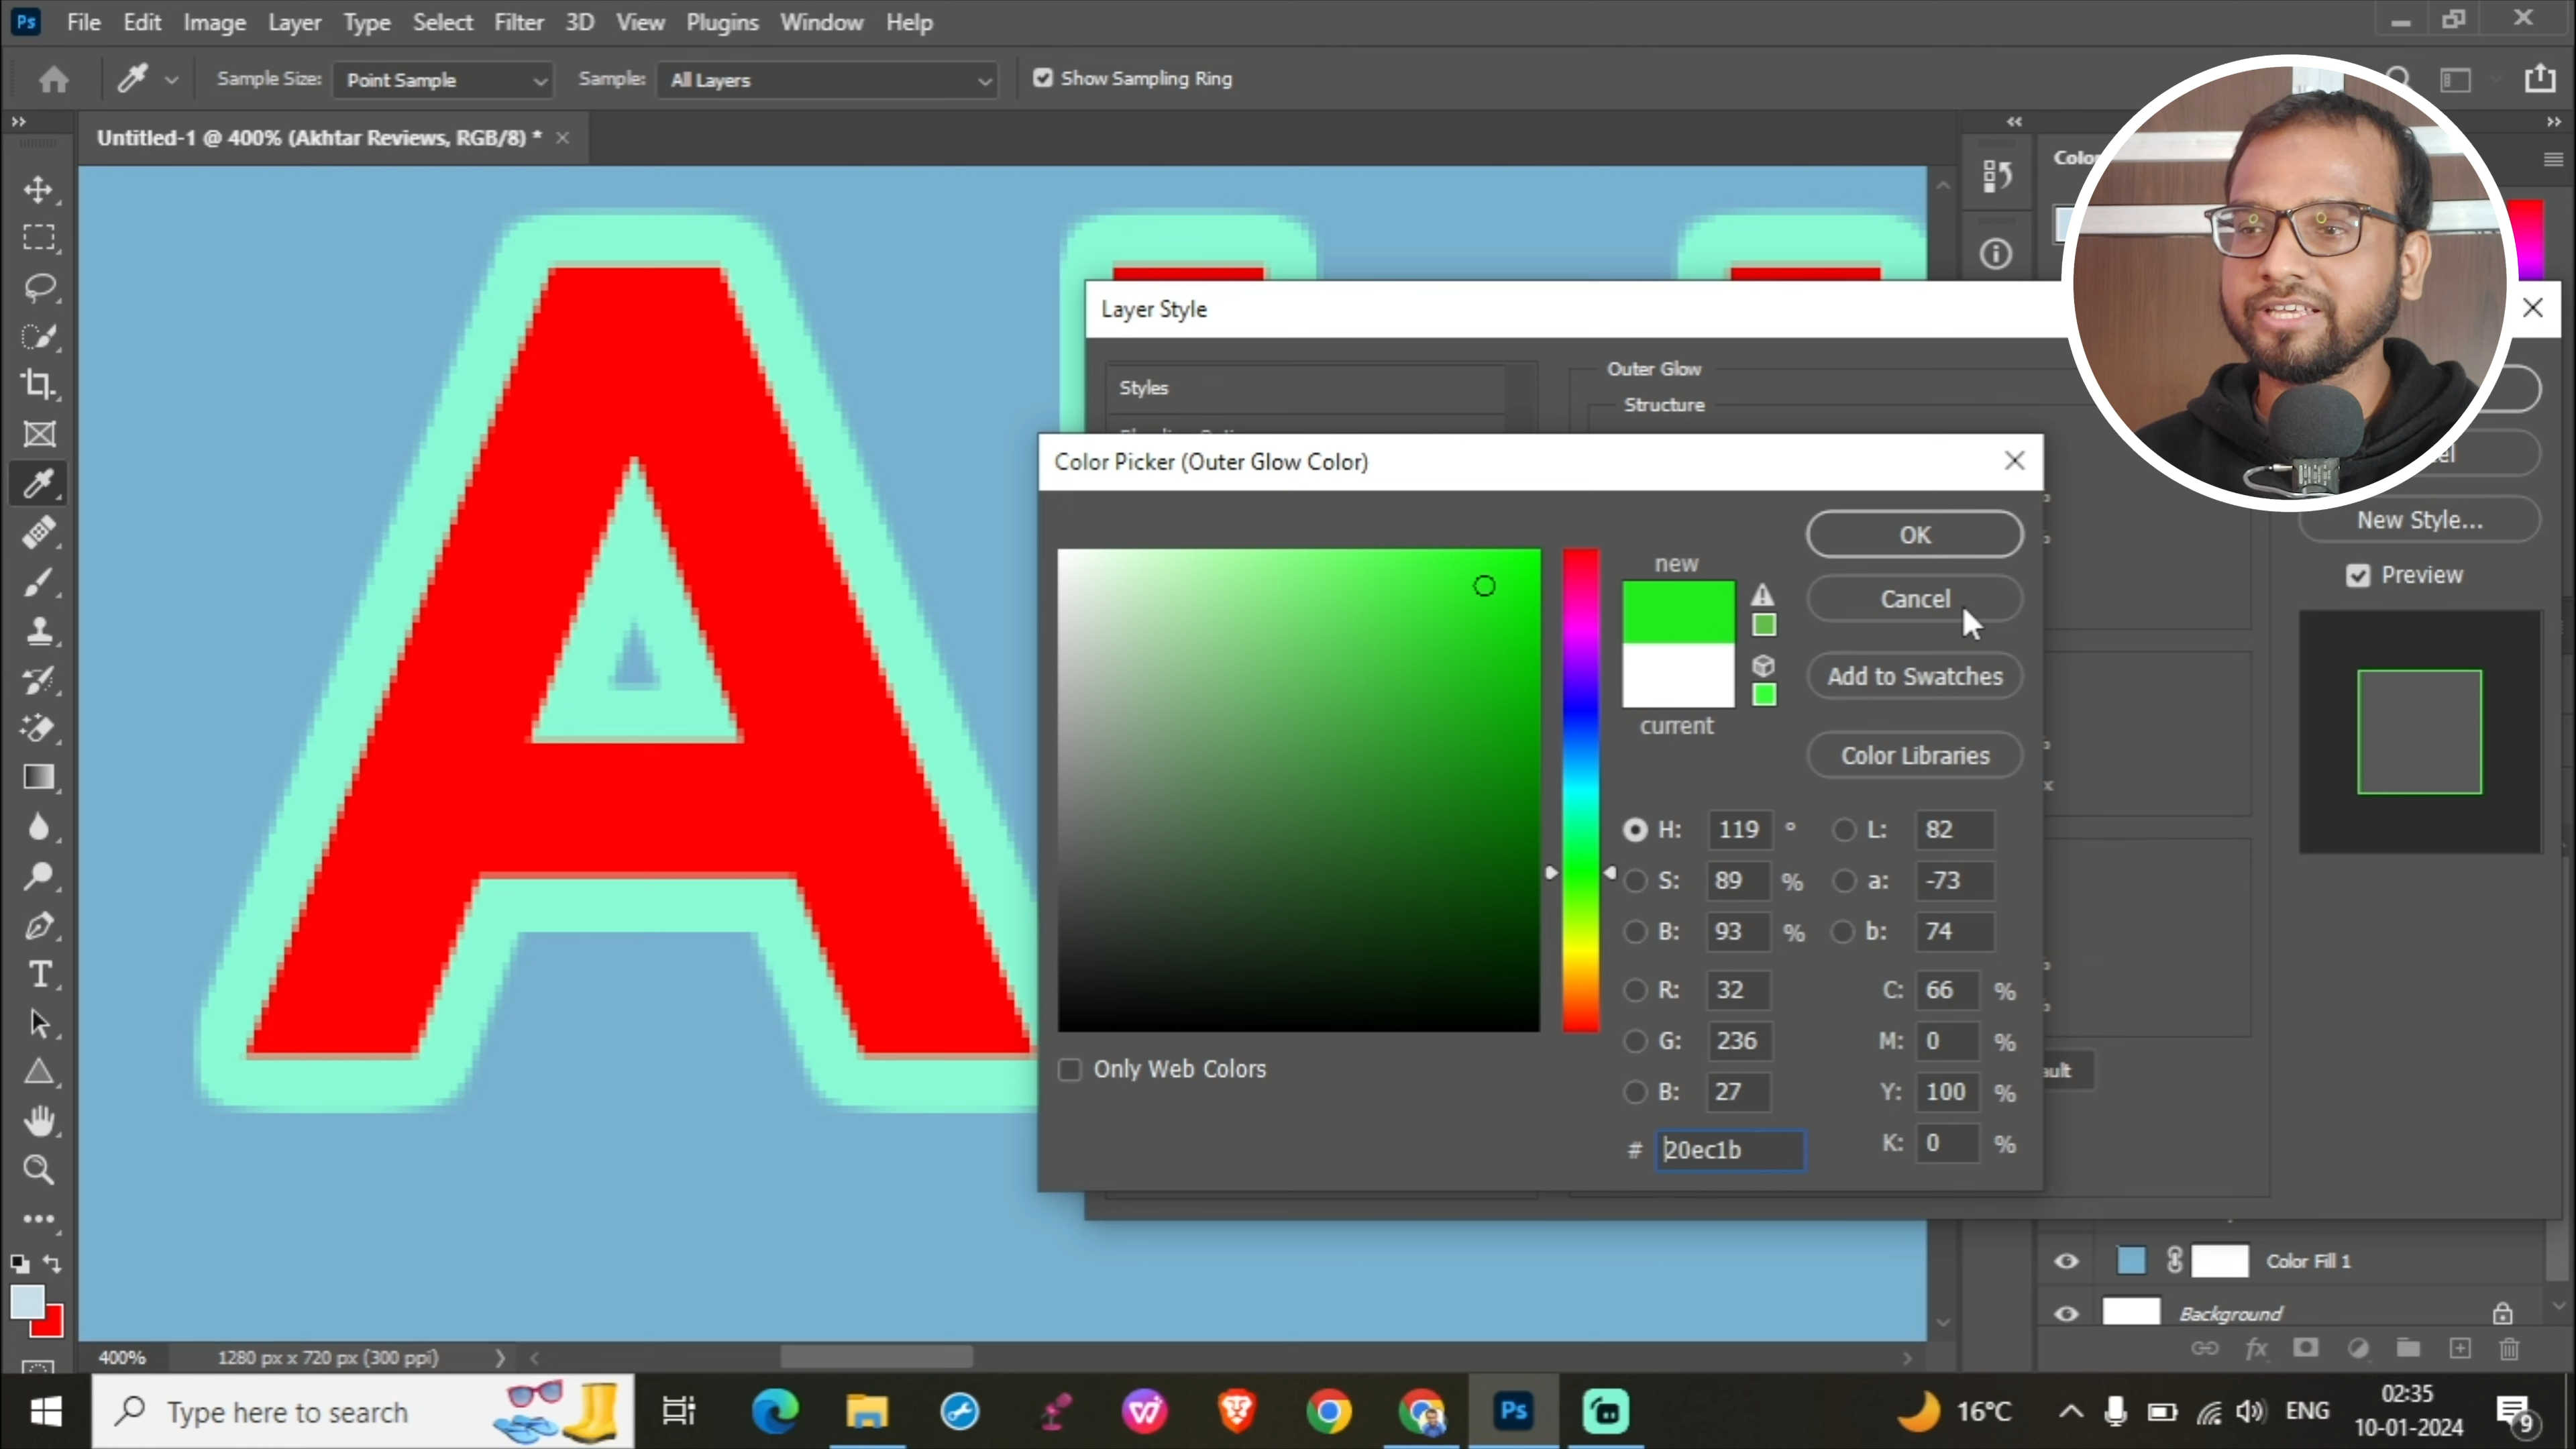 Ps File Edit Image Layer Type Select Filter 3D View Plugins Window Help
Sample Size: Point Sample Sample: All Layers Show Sampling Ring
Untitled-1 @ 400% (Akhtar Reviews, RGB/8) *
A
Layer Style
Styles
Outer Glow
Structure
Color Picker (Outer Glow Color)
OK
new
Cancel
Add to Swatches
current
Color Libraries
H: 119 ° L: 82
S: 89 % a: -73
B: 93 % b: 74
R: 32 C: 66 %
G: 236 M: 0 %
B: 27 Y: 100 %
# 20ec1b K: 0 %
Only Web Colors
New Style...
Preview
Color Fill 1
Background
fx
400% 1280 px x 720 px (300 ppi)
Type here to search
Ps
16°C
ENG
02:35
10-01-2024
9